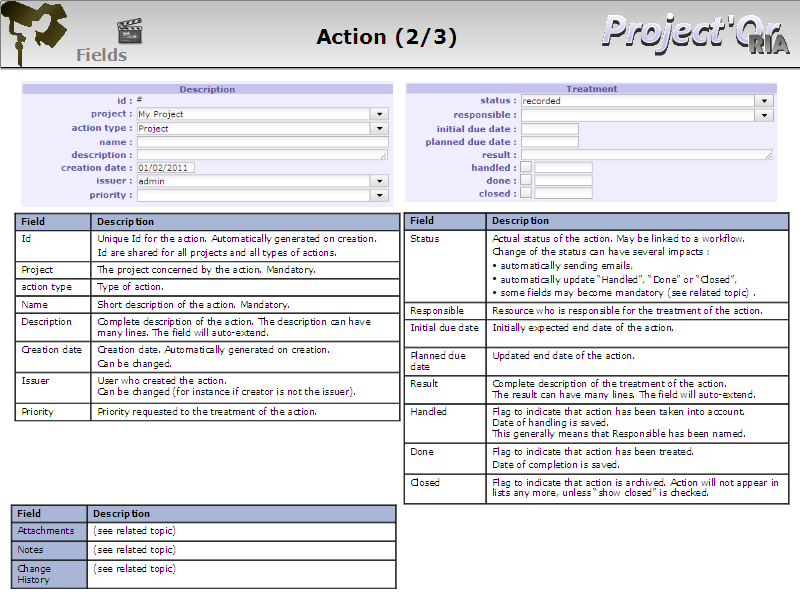 Fields
Action (2/3)
Project'Or
RIA
Description
id : #
project : My Project
action type : Project
name :
description :
creation date : 01/02/2011
issuer : admin
priority :
Treatment
status : recorded
responsible :
initial due date :
planned due date :
result :
handled :
done :
closed :
Field Description
Id Unique Id for the action. Automatically generated on creation.
Id are shared for all projects and all types of actions.
Project The project concerned by the action. Mandatory.
action type Type of action.
Name Short description of the action. Mandatory.
Description Complete description of the action. The description can have
many lines. The field will auto-extend.
Creation date Creation date. Automatically generated on creation.
Can be changed.
Issuer User who created the action.
Can be changed (for instance if creator is not the issuer).
Priority Priority requested to the treatment of the action.
Field Description
Status Actual status of the action. May be linked to a workflow.
Change of the status can have several impacts :
• automatically sending emails,
• automatically update “Handled”, “Done” or “Closed”,
• some fields may become mandatory (see related topic) .
Responsible Resource who is responsible for the treatment of the action.
Initial due date Initially expected end date of the action.
Planned due Updated end date of the action.
date
Result Complete description of the treatment of the action.
The result can have many lines. The field will auto-extend.
Handled Flag to indicate that action has been taken into account.
Date of handling is saved.
This generally means that Responsible has been named.
Done Flag to indicate that action has been treated.
Date of completion is saved.
Closed Flag to indicate that action is archived. Action will not appear in
lists any more, unless “show closed” is checked.
Field Description
Attachments (see related topic)
Notes (see related topic)
Change (see related topic)
History